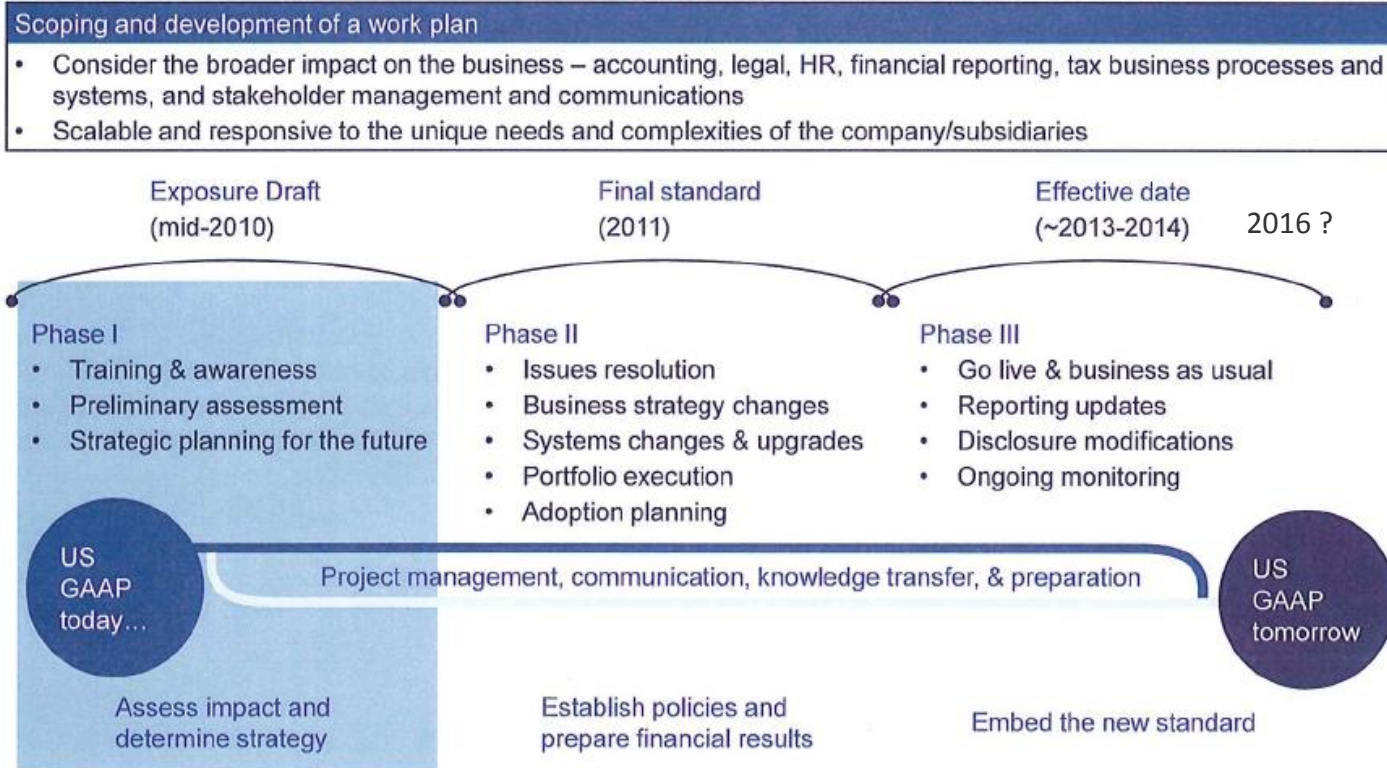 Scoping and development of a work plan
• Consider the broader impact on the business – accounting, legal, HR, financial reporting, tax business processes and
systems, and stakeholder management and communications
• Scalable and responsive to the unique needs and complexities of the company/subsidiaries
Exposure Draft
(mid-2010)
Final standard
(2011)
Effective date
(~2013-2014)
2016 ?
Phase I
• Training & awareness
• Preliminary assessment
• Strategic planning for the future
Phase II
• Issues resolution
• Business strategy changes
• Systems changes & upgrades
• Portfolio execution
• Adoption planning
Phase III
• Go live & business as usual
• Reporting updates
• Disclosure modifications
• Ongoing monitoring
US
GAAP
today...
Project management, communication, knowledge transfer, & preparation
US
GAAP
tomorrow
Assess impact and
determine strategy
Establish policies and
prepare financial results
Embed the new standard